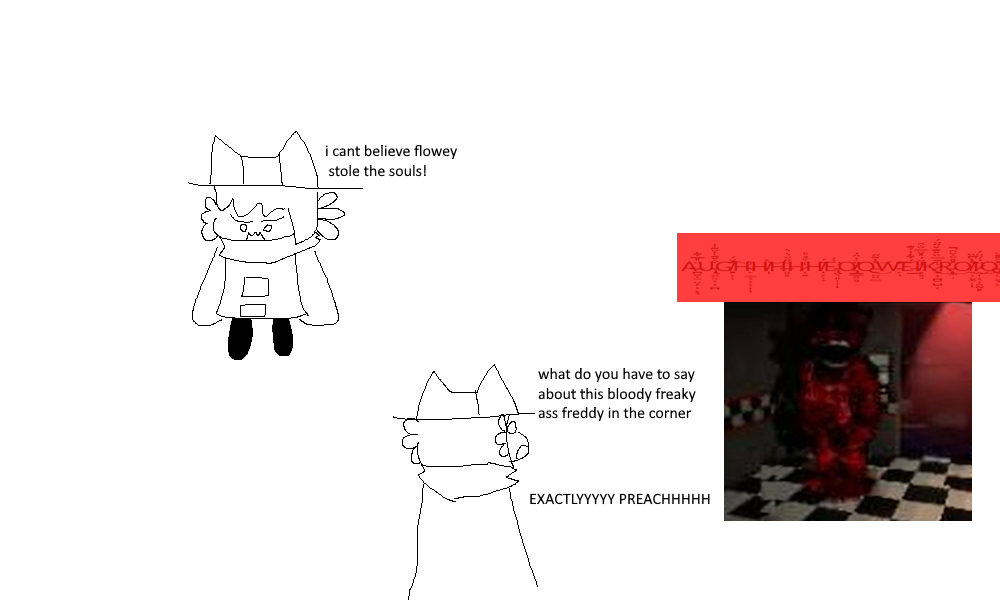 i cant believe flowey
stole the souls!
what do you have to say
about this bloody freaky
ass freddy in the corner
EXACTLYYYYY PREACHHHHH